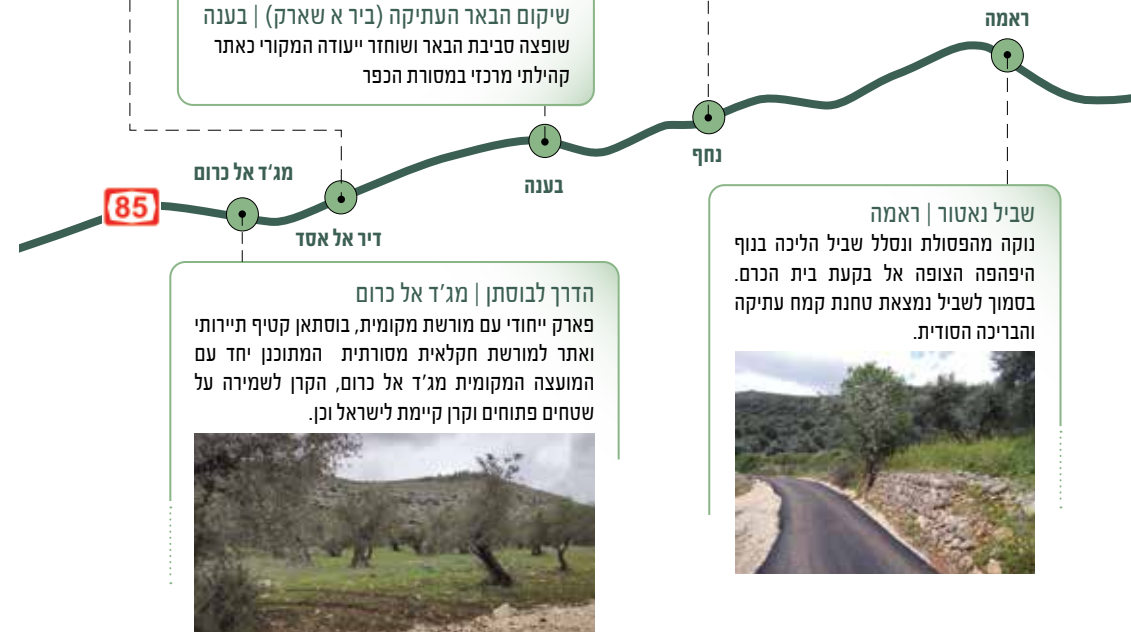 שיקום הבאר העתיקה (ביר א שארק) | בענה
שופצה סביבת הבאר ושוחזר ייעודה המקורי כאתר
קהילתי מרכזי במסורת הכפר
ראמה
נחף
בענה
מג'ד אל כרום
85
דיר אל אסד
שביל נאטור | ראמה
נוקה מהפסולת ונסלל שביל הליכה בנוף
היפהפה הצופה אל בקעת בית הכרם.
בסמוך לשביל נמצאת טחנת קמח עתיקה
והבריכה הסודית.
הדרך לבוסתן | מג'ד אל כרום
פארק ייחודי עם מורשת מקומית, בוסתאן קטיף תיירותי
ואתר למורשת חקלאית מסורתית המתוכנן יחד עם
המועצה המקומית מג'ד אל כרום, הקרן לשמירה על
שטחים פתוחים וקרן קיימת לישראל וכן.